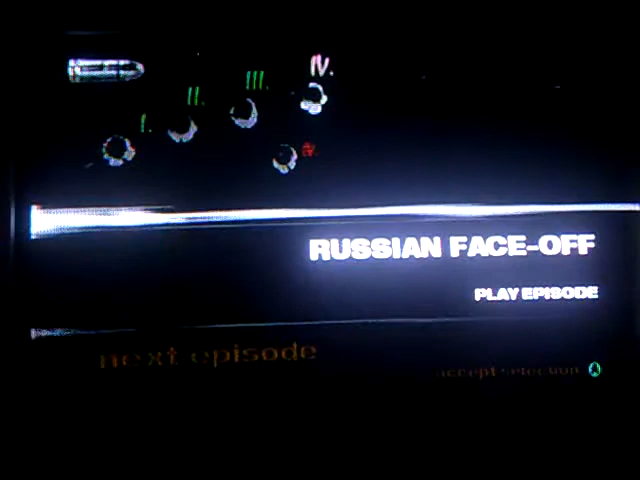 I.
II.
III.
IV.
RUSSIAN FACE-OFF
PLAY EPISODE
next episode
accept selection A